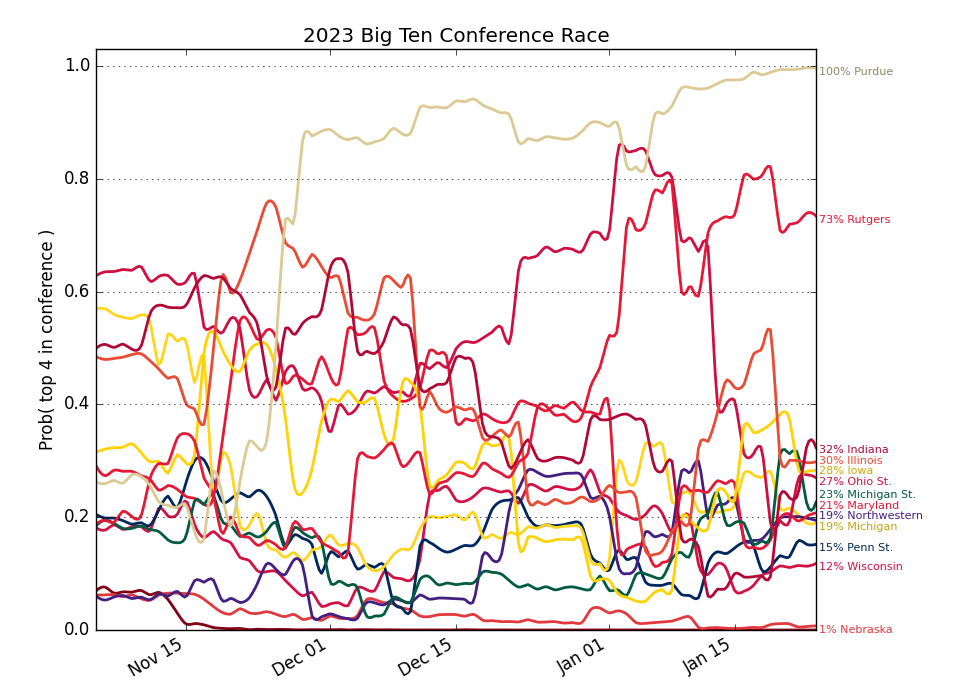 2023 Big Ten Conference Race
Prob( top 4 in conference )
1.0
0.8
0.6
0.4
0.2
0.0
Nov 15
Dec 01
Dec 15
Jan 01
Jan 15
100% Purdue
73% Rutgers
32% Indiana
30% Illinois
28% Iowa
27% Ohio St.
23% Michigan St.
21% Maryland
19% Northwestern
19% Michigan
15% Penn St.
12% Wisconsin
1% Nebraska